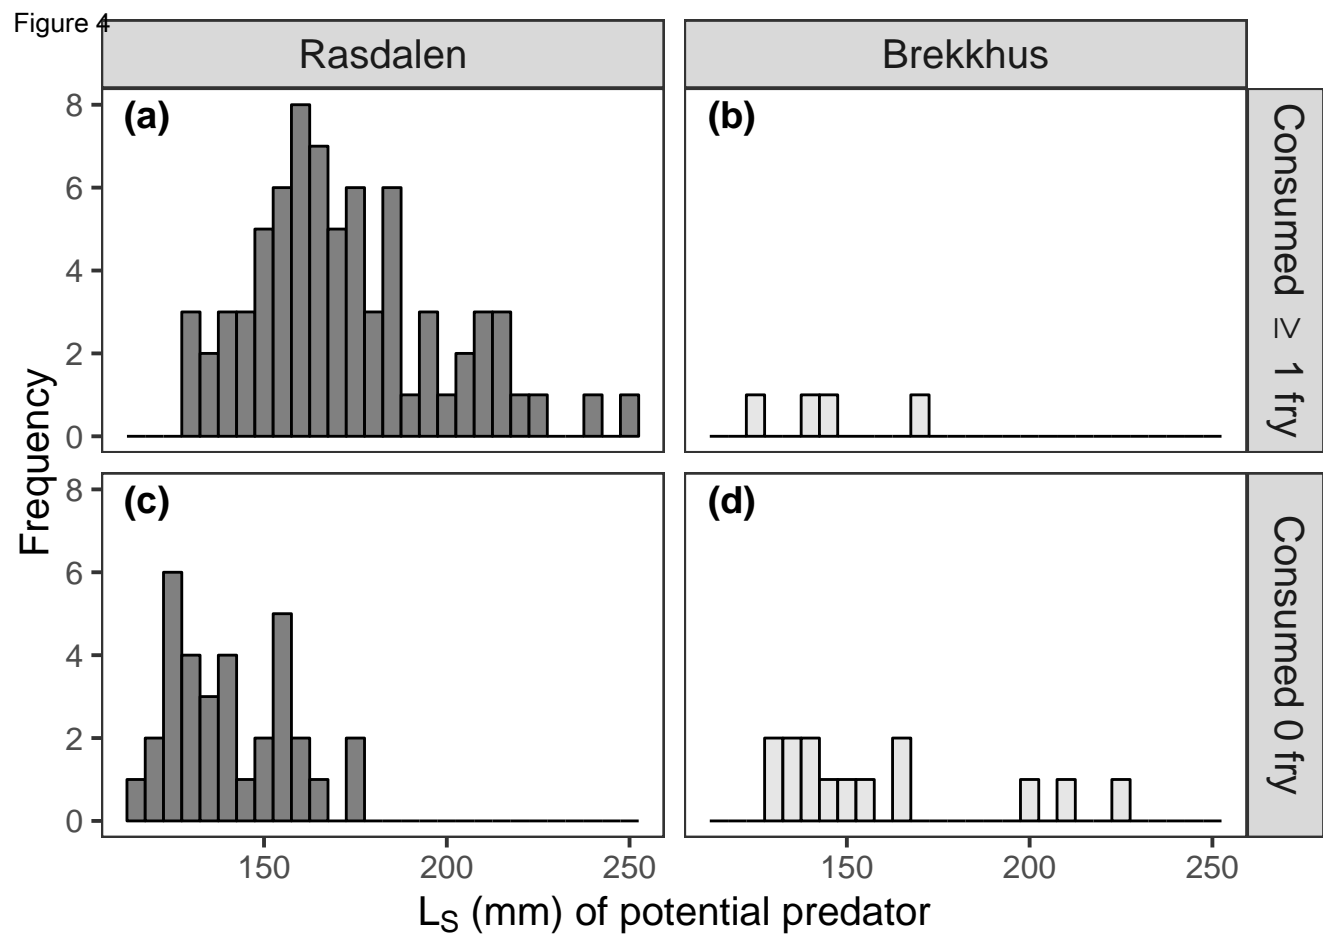 Figure 4
Rasdalen
Brekkhus
(a)
(b)
Consumed ≥ 1 fry
8
6
4
2
0
Frequency
(c)
(d)
Consumed 0 fry
8
6
4
2
0
150
200
250
150
200
250
LS (mm) of potential predator